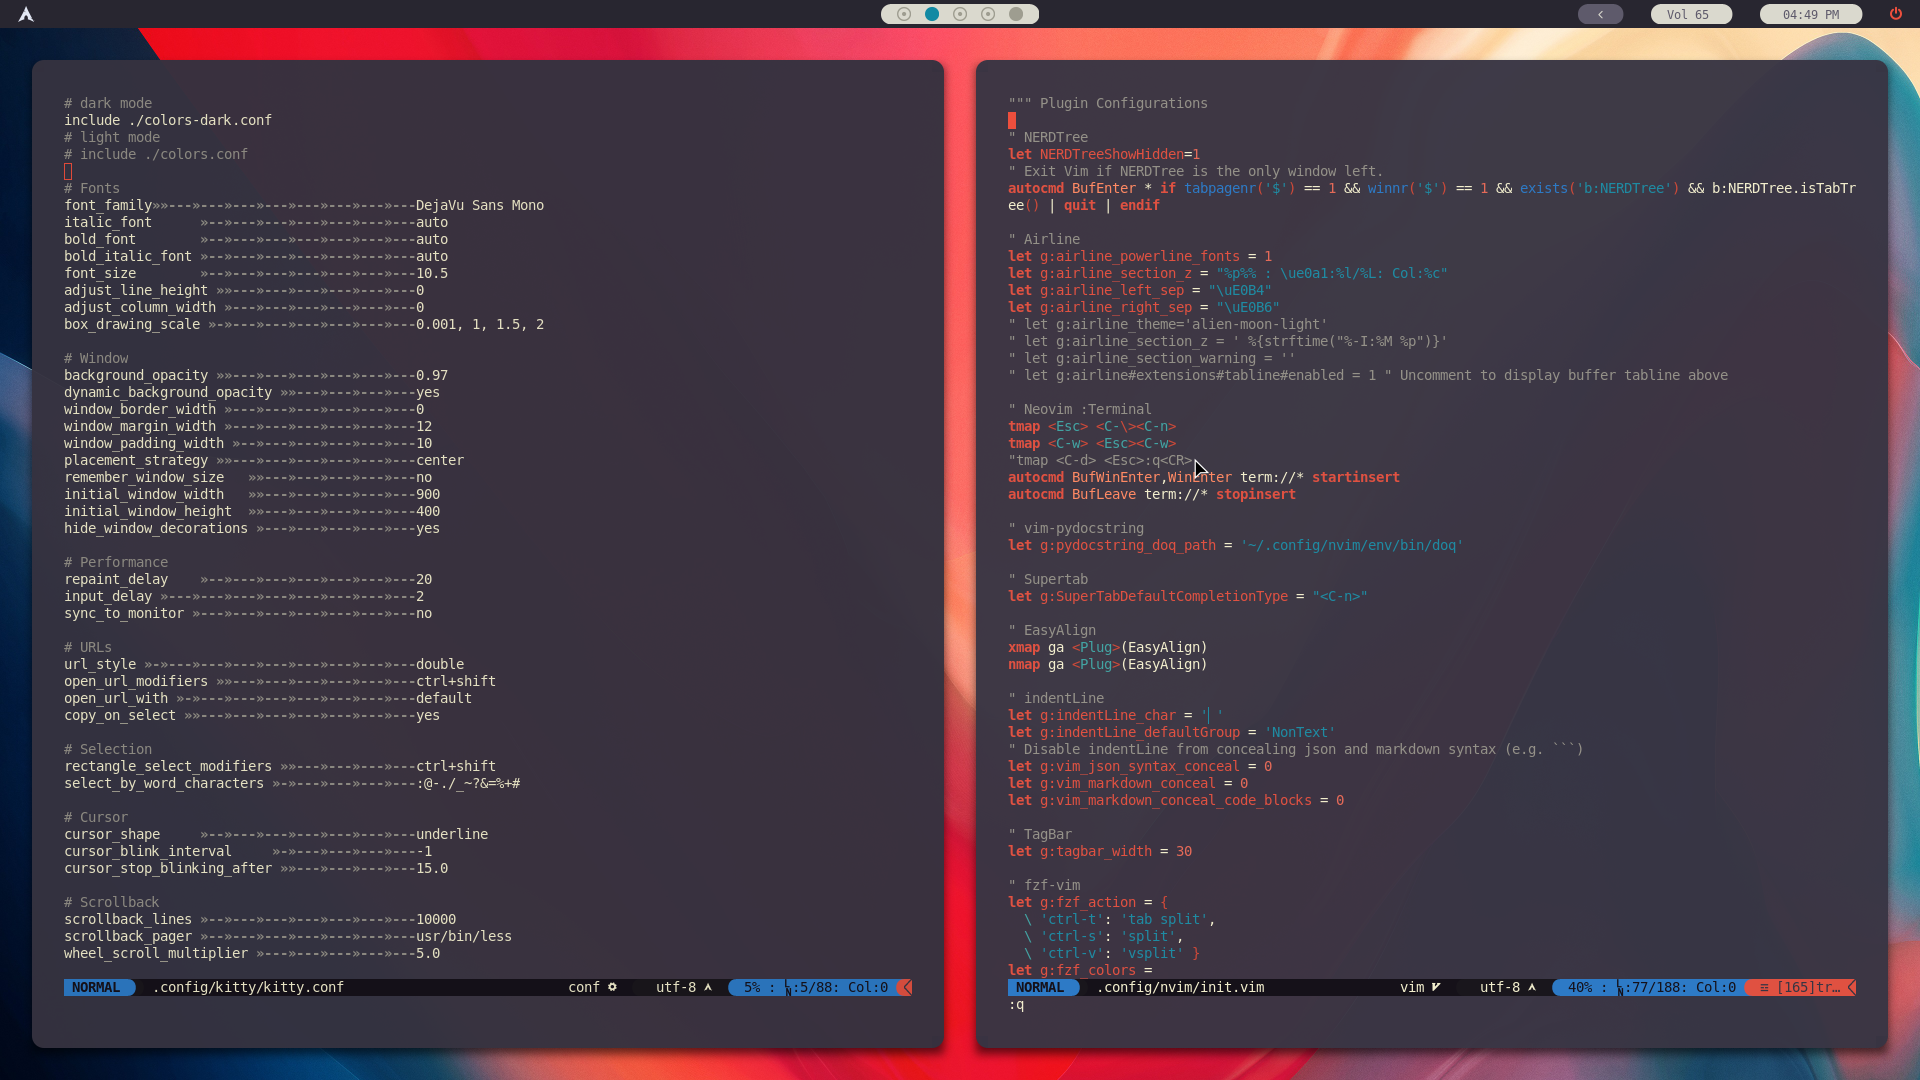 Vol 65
04:49 PM
# dark mode
include ./colors-dark.conf
# light mode
# include ./colors.conf
# Fonts
font_family»»---»---»---»---»---»---»---DejaVu Sans Mono
italic_font      »--»---»---»---»---»---»---auto
bold_font        »--»---»---»---»---»---»---auto
bold_italic_font »--»---»---»---»---»---»---auto
font_size        »--»---»---»---»---»---»---10.5
adjust_line_height »»---»---»---»---»---»---0
adjust_column_width »---»---»---»---»---»---0
box_drawing_scale »--»---»---»---»---»---»---0.001, 1, 1.5, 2
# Window
background_opacity »»---»---»---»---»---»---0.97
dynamic_background_opacity »»---»---»---»---yes
window_border_width »---»---»---»---»---»---0
window_margin_width »---»---»---»---»---»---12
window_padding_width »--»---»---»---»---»---10
placement_strategy »»---»---»---»---»---»---center
remember_window_size   »»---»---»---»---»---no
initial_window_width   »»---»---»---»---»---900
initial_window_height  »»---»---»---»---»---400
hide_window_decorations »---»---»---»---»---yes
# Performance
repaint_delay    »--»---»---»---»---»---»---20
input_delay »---»---»---»---»---»---»---»---2
sync_to_monitor »---»---»---»---»---»---»---no
# URLs
url_style »-»---»---»---»---»---»---»---»---double
open_url_modifiers »»---»---»---»---»---»---ctrl+shift
open_url_with »-»---»---»---»---»---»---»---default
copy_on_select »»---»---»---»---»---»---»---yes
# Selection
rectangle_select_modifiers »»---»---»---»---ctrl+shift
select_by_word_characters »-»---»---»---»---:@-./_~?&=%+#
# Cursor
cursor_shape     »--»---»---»---»---»---»---underline
cursor_blink_interval     »-»---»---»---»----1
cursor_stop_blinking_after »»---»---»---»---15.0
# Scrollback
scrollback_lines »--»---»---»---»---»---»---10000
scrollback_pager »--»---»---»---»---»---»---usr/bin/less
wheel_scroll_multiplier »---»---»---»---»---5.0
NORMAL .config/kitty/kitty.conf conf utf-8 5% : :5/88: Col:0
""" Plugin Configurations
" NERDTree
let NERDTreeShowHidden=1
" Exit Vim if NERDTree is the only window left.
autocmd BufEnter * if tabpagenr('$') == 1 && winnr('$') == 1 && exists('b:NERDTree') && b:NERDTree.isTabTr
ee() | quit | endif
" Airline
let g:airline_powerline_fonts = 1
let g:airline_section_z = "%p%% : \ue0a1:%l/%L: Col:%c"
let g:airline_left_sep = "\uE0B4"
let g:airline_right_sep = "\uE0B6"
" let g:airline_theme='alien-moon-light'
" let g:airline_section_z = ' %{strftime("%-I:%M %p")}'
" let g:airline_section_warning = ''
" let g:airline#extensions#tabline#enabled = 1 " Uncomment to display buffer tabline above
" Neovim :Terminal
tmap <Esc> <C-\><C-n>
tmap <C-w> <Esc><C-w>
"tmap <C-d> <Esc>:q<CR>
autocmd BufWinEnter,WinEnter term://* startinsert
autocmd BufLeave term://* stopinsert
" vim-pydocstring
let g:pydocstring_doq_path = '~/.config/nvim/env/bin/doq'
" Supertab
let g:SuperTabDefaultCompletionType = "<C-n>"
" EasyAlign
xmap ga <Plug>(EasyAlign)
nmap ga <Plug>(EasyAlign)
" indentLine
let g:indentLine_char = '▏'
let g:indentLine_defaultGroup = 'NonText'
" Disable indentLine from concealing json and markdown syntax (e.g. ```)
let g:vim_json_syntax_conceal = 0
let g:vim_markdown_conceal = 0
let g:vim_markdown_conceal_code_blocks = 0
" TagBar
let g:tagbar_width = 30
" fzf-vim
let g:fzf_action = {
  \ 'ctrl-t': 'tab split',
  \ 'ctrl-s': 'split',
  \ 'ctrl-v': 'vsplit' }
let g:fzf_colors =
NORMAL .config/nvim/init.vim vim utf-8 40% : :77/188: Col:0 ☲ [165]tr…
:q